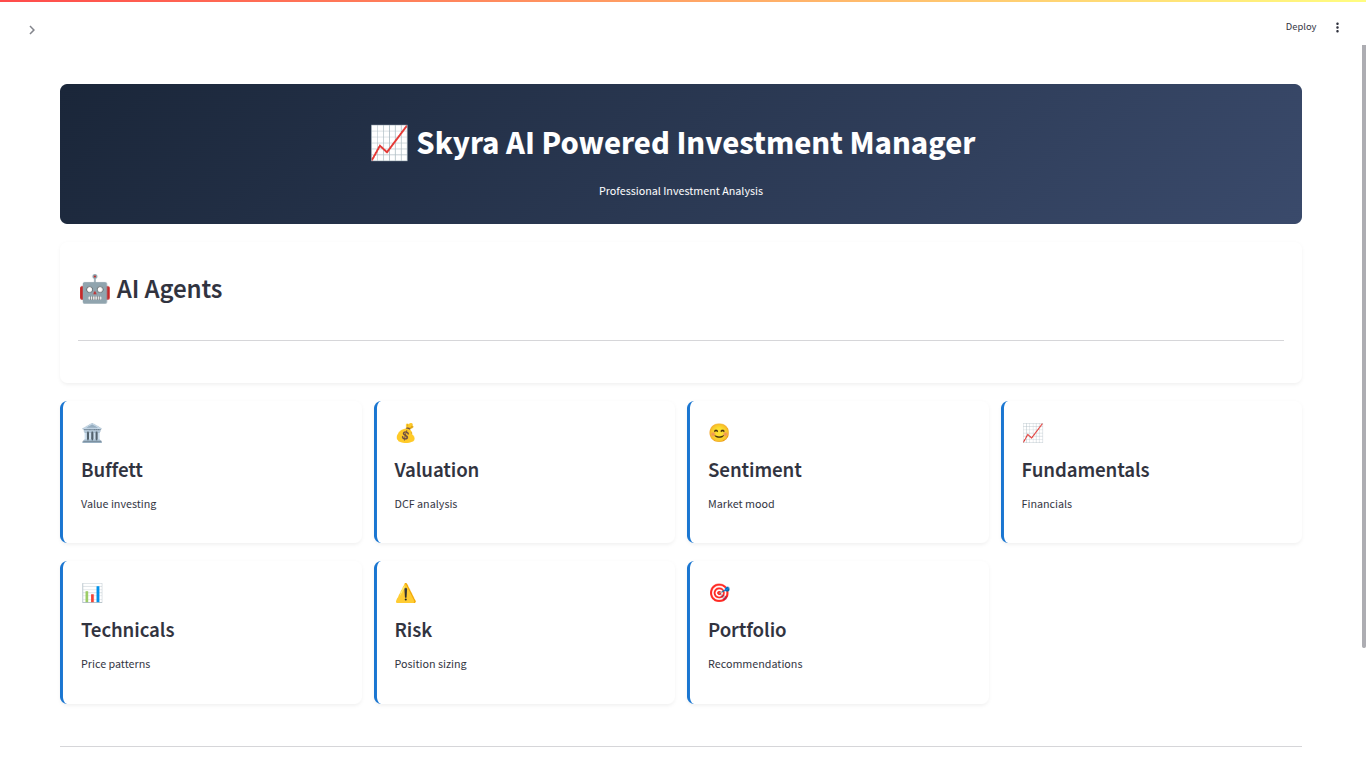 Deploy
📈 Skyra AI Powered Investment Manager
Professional Investment Analysis
🤖 AI Agents
🏛️
Buffett
Value investing
💰
Valuation
DCF analysis
😊
Sentiment
Market mood
📈
Fundamentals
Financials
📊
Technicals
Price patterns
⚠️
Risk
Position sizing
🎯
Portfolio
Recommendations